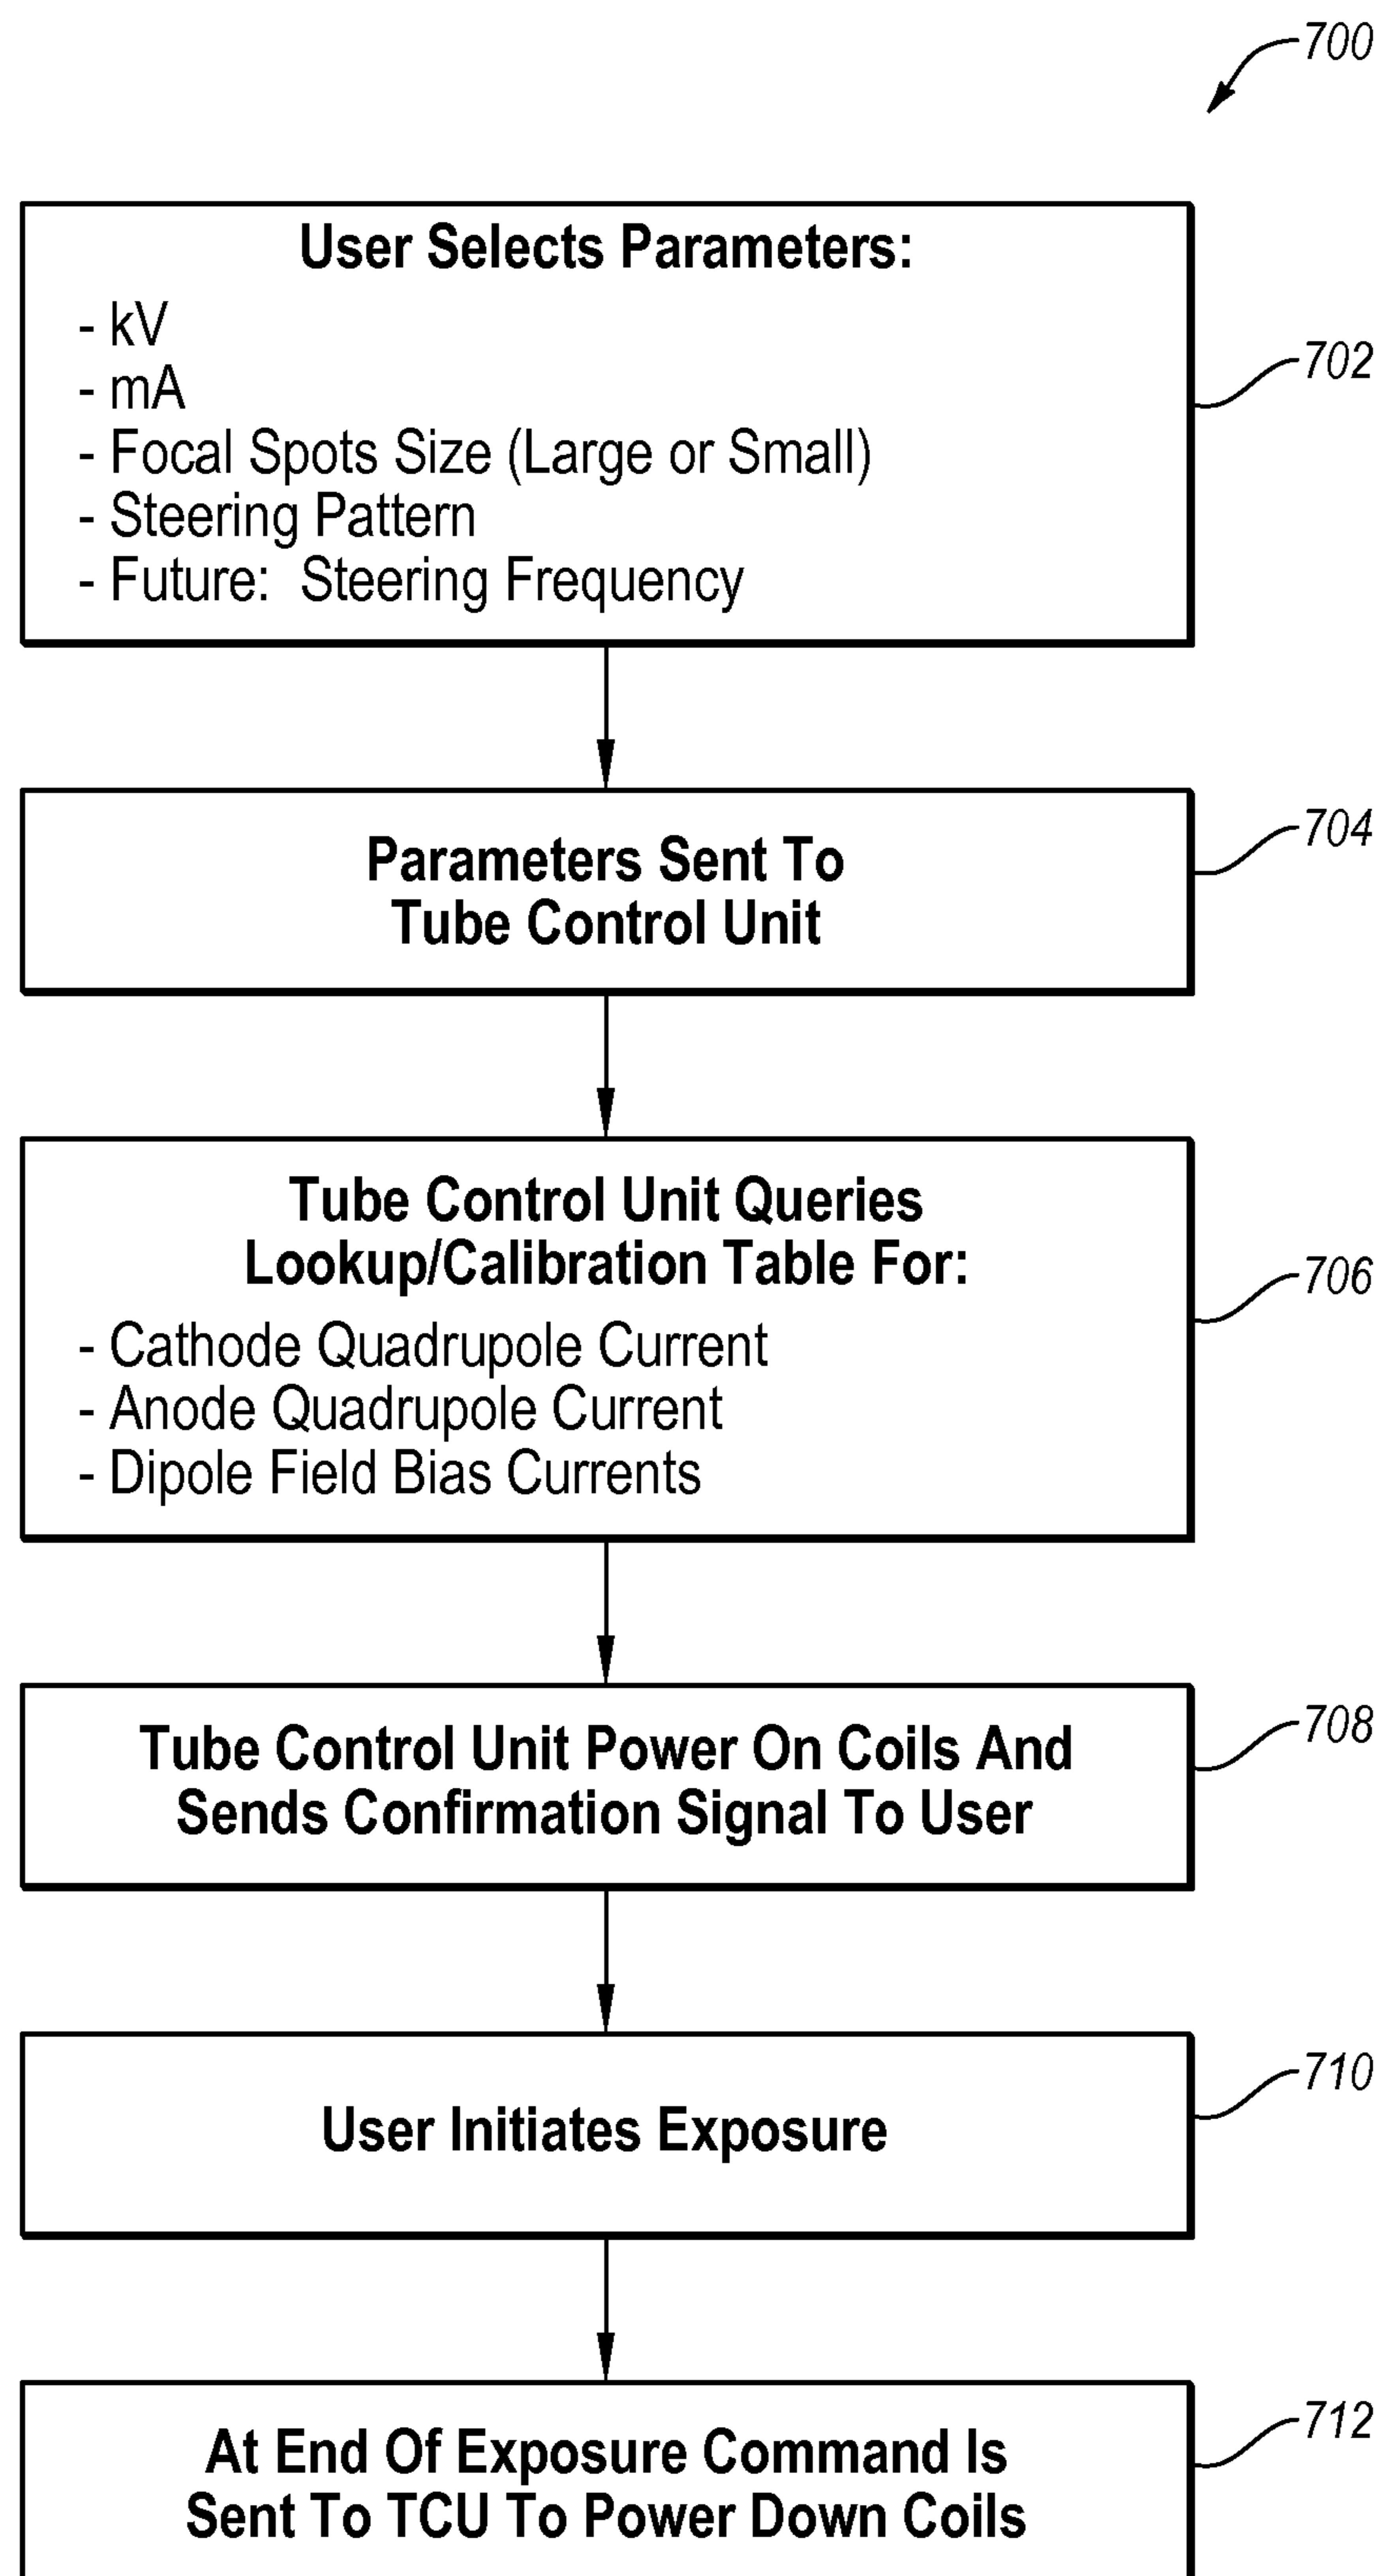 700
User Selects Parameters:
- kV
- mA
- Focal Spots Size (Large or Small)
- Steering Pattern
- Future: Steering Frequency
702
Parameters Sent To
Tube Control Unit
704
Tube Control Unit Queries
Lookup/Calibration Table For:
- Cathode Quadrupole Current
- Anode Quadrupole Current
- Dipole Field Bias Currents
706
Tube Control Unit Power On Coils And
Sends Confirmation Signal To User
708
User Initiates Exposure
710
At End Of Exposure Command Is
Sent To TCU To Power Down Coils
712